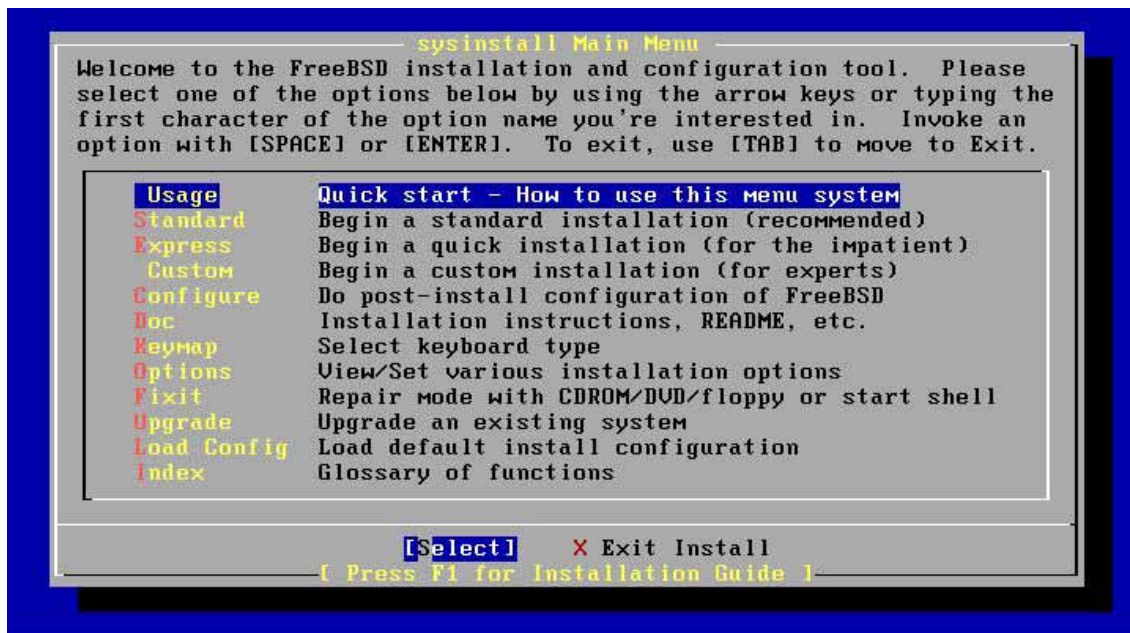 sysinstall Main Menu
Welcome to the FreeBSD installation and configuration tool.  Please
select one of the options below by using the arrow keys or typing the
first character of the option name you're interested in.  Invoke an
option with [SPACE] or [ENTER].  To exit, use [TAB] to move to Exit.
Usage Quick start - How to use this menu system
Standard Begin a standard installation (recommended)
Express Begin a quick installation (for the impatient)
Custom Begin a custom installation (for experts)
Configure Do post-install configuration of FreeBSD
Doc Installation instructions, README, etc.
Keymap Select keyboard type
Options View/Set various installation options
Fixit Repair mode with CDROM/DVD/floppy or start shell
Upgrade Upgrade an existing system
Load Config Load default install configuration
Index Glossary of functions
[Select] X Exit Install
[ Press F1 for Installation Guide ]